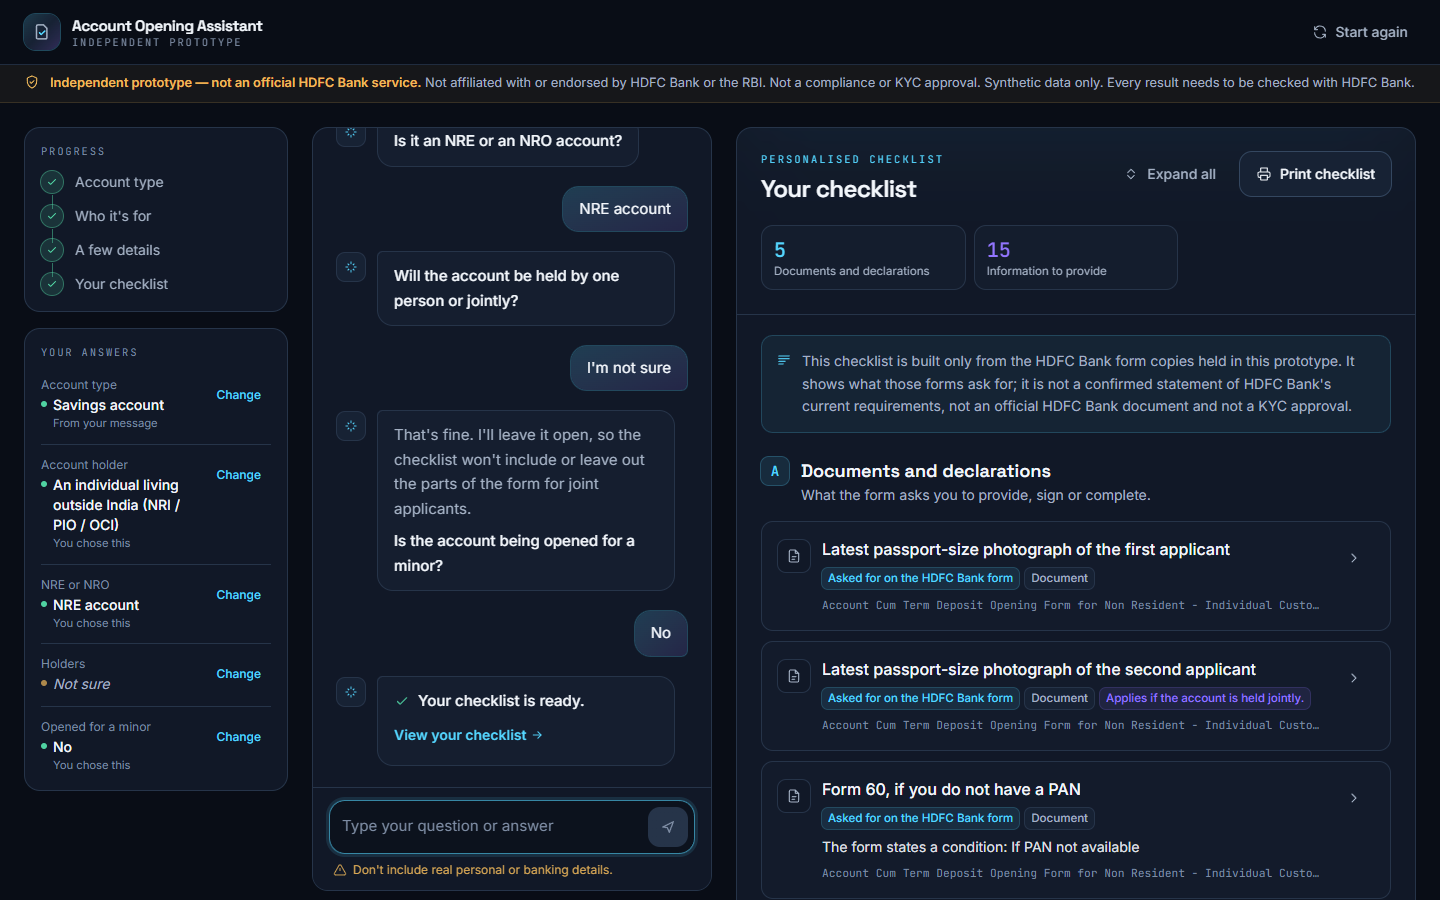 Account Opening Assistant
INDEPENDENT PROTOTYPE
Start again
Independent prototype — not an official HDFC Bank service. Not affiliated with or endorsed by HDFC Bank or the RBI. Not a compliance or KYC approval. Synthetic data only. Every result needs to be checked with HDFC Bank.
PROGRESS
Account type
Who it's for
A few details
Your checklist
YOUR ANSWERS
Account type
Savings account
From your message
Change
Account holder
An individual living
outside India (NRI /
PIO / OCI)
You chose this
Change
NRE or NRO
NRE account
You chose this
Change
Holders
Not sure
Change
Opened for a minor
No
You chose this
Change
Is it an NRE or an NRO account?
NRE account
Will the account be held by one
person or jointly?
I'm not sure
That's fine. I'll leave it open, so the
checklist won't include or leave out
the parts of the form for joint
applicants.
Is the account being opened for a
minor?
No
Your checklist is ready.
View your checklist →
Type your question or answer
Don't include real personal or banking details.
PERSONALISED CHECKLIST
Your checklist
Expand all
Print checklist
5
Documents and declarations
15
Information to provide
This checklist is built only from the HDFC Bank form copies held in this prototype. It
shows what those forms ask for; it is not a confirmed statement of HDFC Bank's
current requirements, not an official HDFC Bank document and not a KYC approval.
A
Documents and declarations
What the form asks you to provide, sign or complete.
Latest passport-size photograph of the first applicant
Asked for on the HDFC Bank form
Document
Account Cum Term Deposit Opening Form for Non Resident - Individual Custo…
Latest passport-size photograph of the second applicant
Asked for on the HDFC Bank form
Document
Applies if the account is held jointly.
Account Cum Term Deposit Opening Form for Non Resident - Individual Custo…
Form 60, if you do not have a PAN
Asked for on the HDFC Bank form
Document
The form states a condition: If PAN not available
Account Cum Term Deposit Opening Form for Non Resident - Individual Custo…